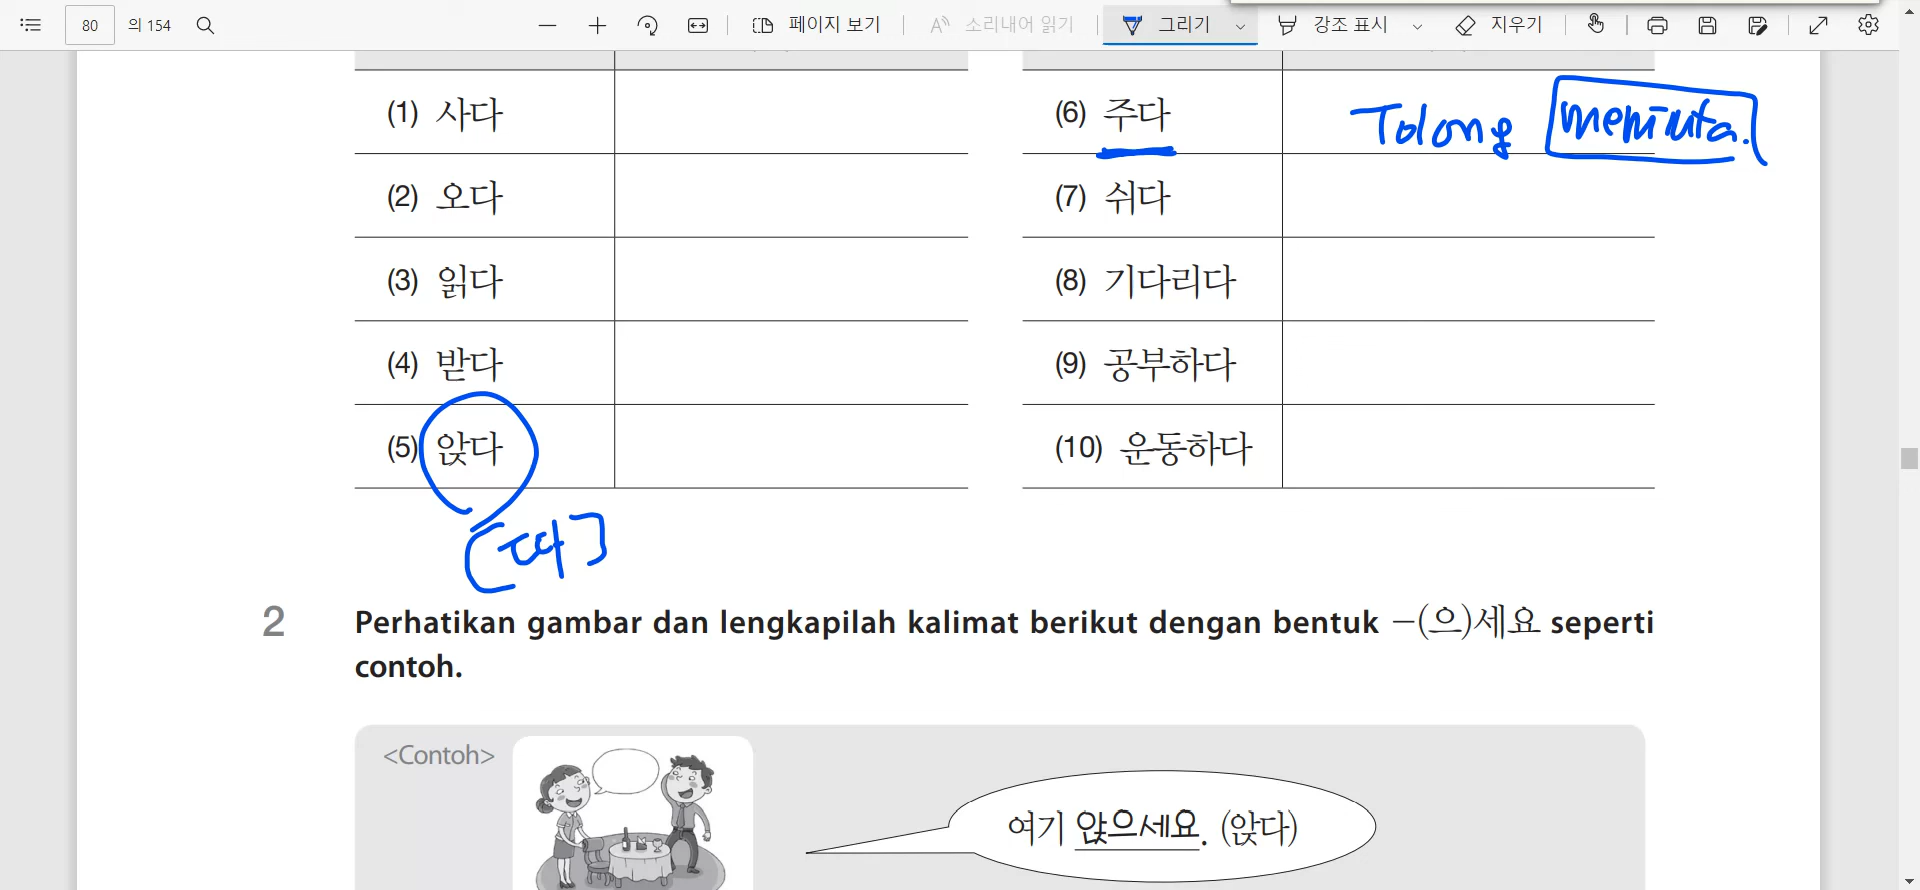 80 의 154 페이지 보기 소리내어 읽기 그리기 강조 표시 지우기
(1) 사다
(2) 오다
(3) 읽다
(4) 받다
(5) 앉다
[따]
(6) 주다 Tolong meminta.
(7) 쉬다
(8) 기다리다
(9) 공부하다
(10) 운동하다
2 Perhatikan gambar dan lengkapilah kalimat berikut dengan bentuk –(으)세요 seperti
contoh.
<Contoh>
여기 앉으세요. (앉다)